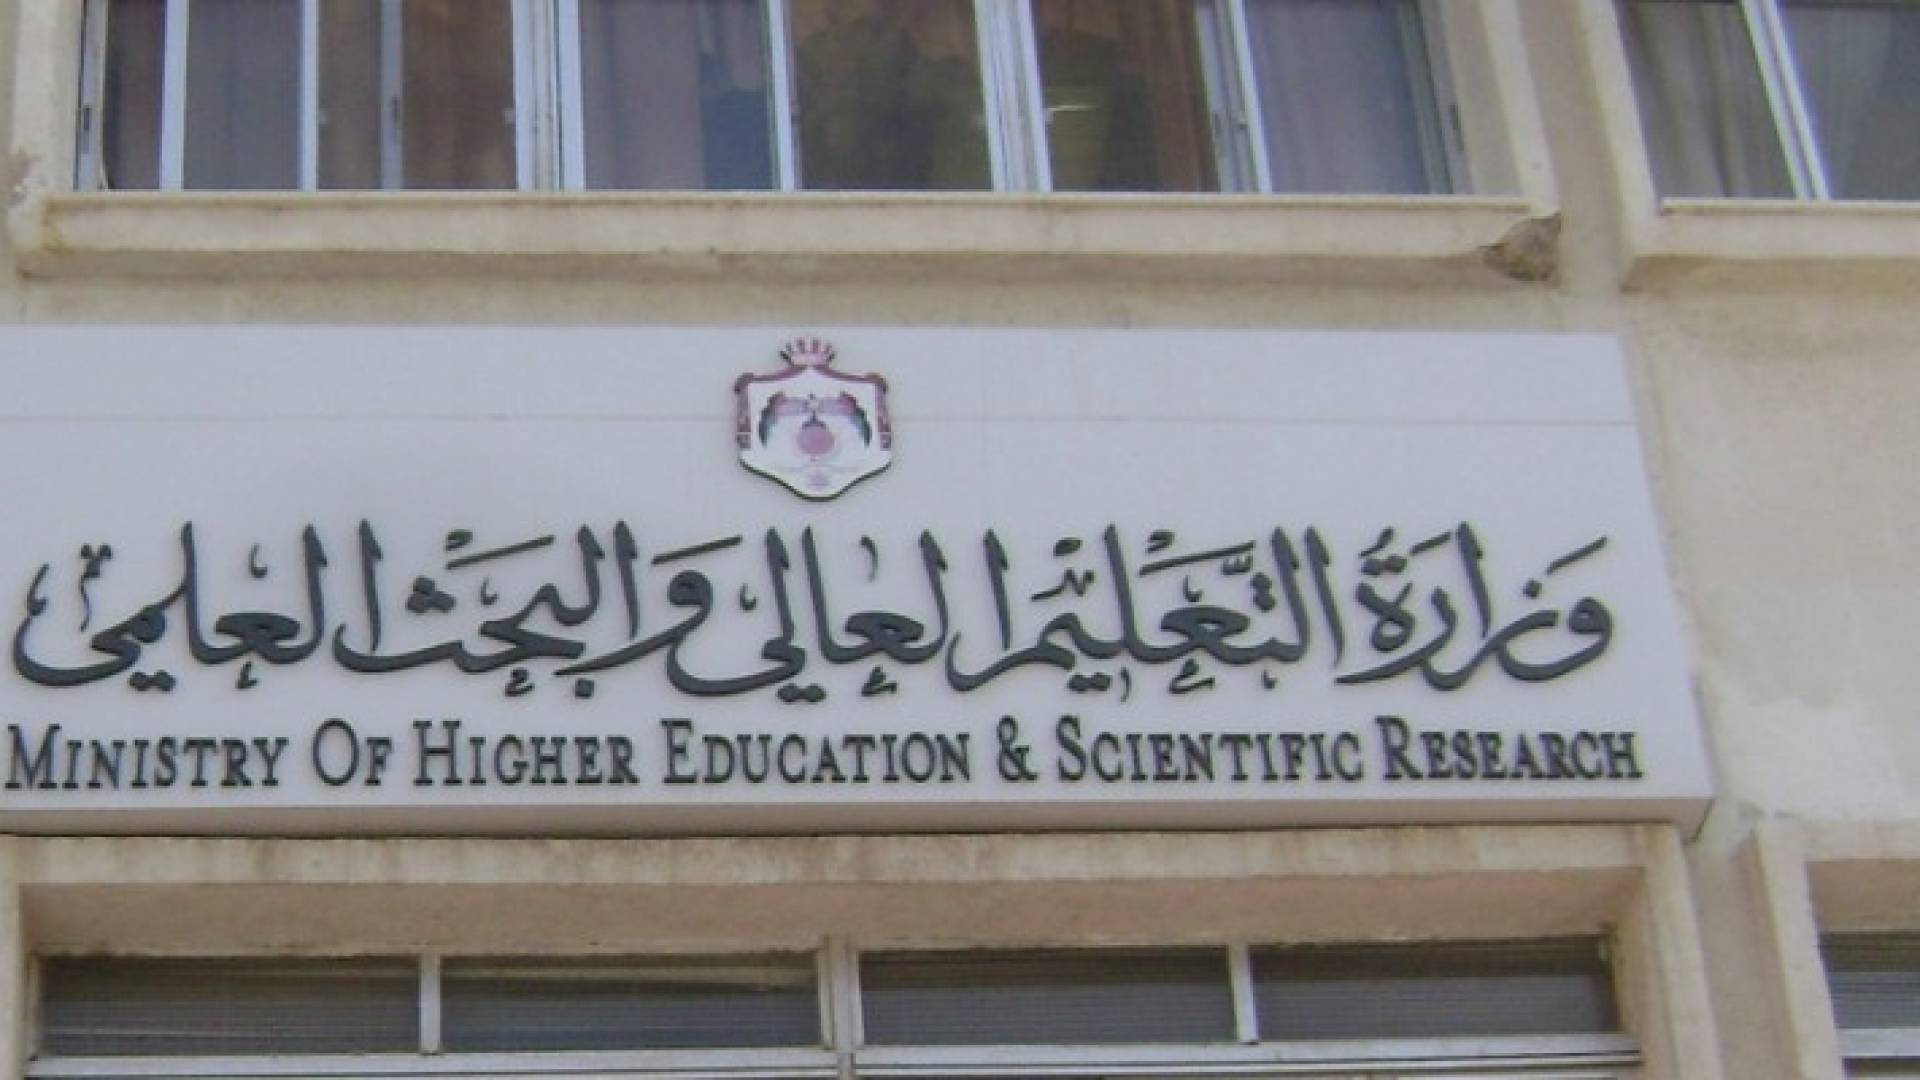 وزارة التعليم العالي والبحث العلمي
MINISTRY OF HIGHER EDUCATION & SCIENTIFIC RESEARCH